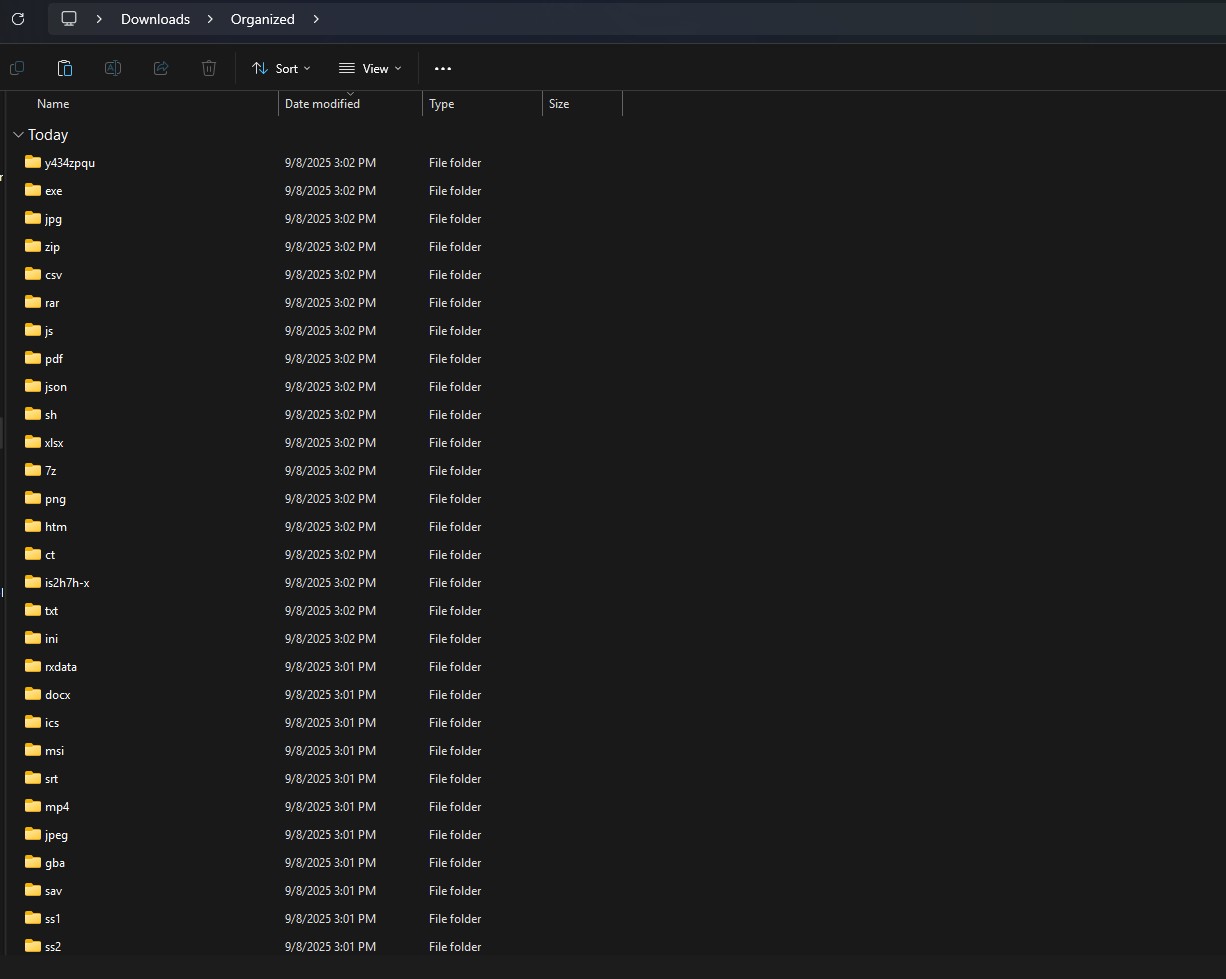 Downloads Organized
Sort View
Name Date modified Type Size
Today
y434zpqu 9/8/2025 3:02 PM File folder
exe 9/8/2025 3:02 PM File folder
jpg 9/8/2025 3:02 PM File folder
zip 9/8/2025 3:02 PM File folder
csv 9/8/2025 3:02 PM File folder
rar 9/8/2025 3:02 PM File folder
js 9/8/2025 3:02 PM File folder
pdf 9/8/2025 3:02 PM File folder
json 9/8/2025 3:02 PM File folder
sh 9/8/2025 3:02 PM File folder
xlsx 9/8/2025 3:02 PM File folder
7z 9/8/2025 3:02 PM File folder
png 9/8/2025 3:02 PM File folder
htm 9/8/2025 3:02 PM File folder
ct 9/8/2025 3:02 PM File folder
is2h7h-x 9/8/2025 3:02 PM File folder
txt 9/8/2025 3:02 PM File folder
ini 9/8/2025 3:02 PM File folder
rxdata 9/8/2025 3:01 PM File folder
docx 9/8/2025 3:01 PM File folder
ics 9/8/2025 3:01 PM File folder
msi 9/8/2025 3:01 PM File folder
srt 9/8/2025 3:01 PM File folder
mp4 9/8/2025 3:01 PM File folder
jpeg 9/8/2025 3:01 PM File folder
gba 9/8/2025 3:01 PM File folder
sav 9/8/2025 3:01 PM File folder
ss1 9/8/2025 3:01 PM File folder
ss2 9/8/2025 3:01 PM File folder